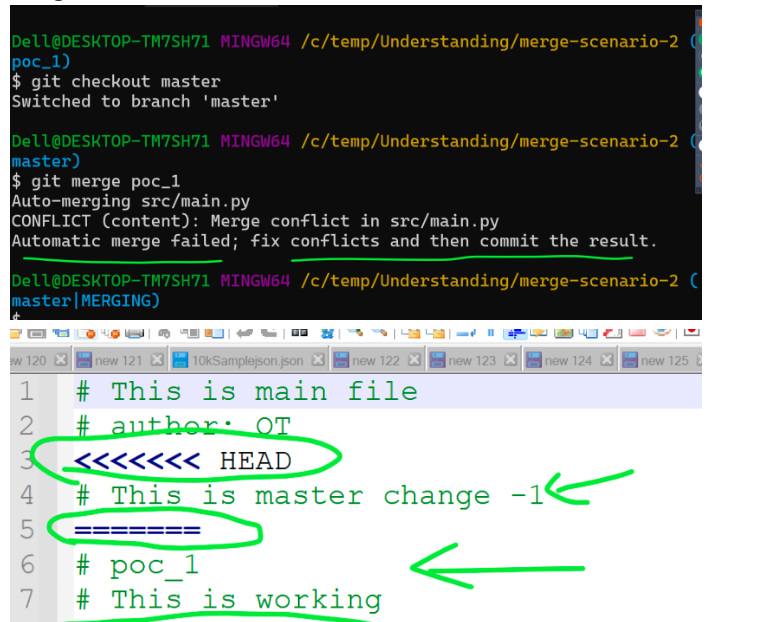 Dell@DESKTOP-TM7SH71 MINGW64 /c/temp/Understanding/merge-scenario-2 (
poc_1)
$ git checkout master
Switched to branch 'master'
Dell@DESKTOP-TM7SH71 MINGW64 /c/temp/Understanding/merge-scenario-2 (
master)
$ git merge poc_1
Auto-merging src/main.py
CONFLICT (content): Merge conflict in src/main.py
Automatic merge failed; fix conflicts and then commit the result.
Dell@DESKTOP-TM7SH71 MINGW64 /c/temp/Understanding/merge-scenario-2 (
master|MERGING)
$
ew 120 new 121 10kSamplejson.json new 122 new 123 new 124 new 125
1 # This is main file
2 # author: OT
3 <<<<<<< HEAD
4 # This is master change -1
5 =======
6 # poc_1
7 # This is working